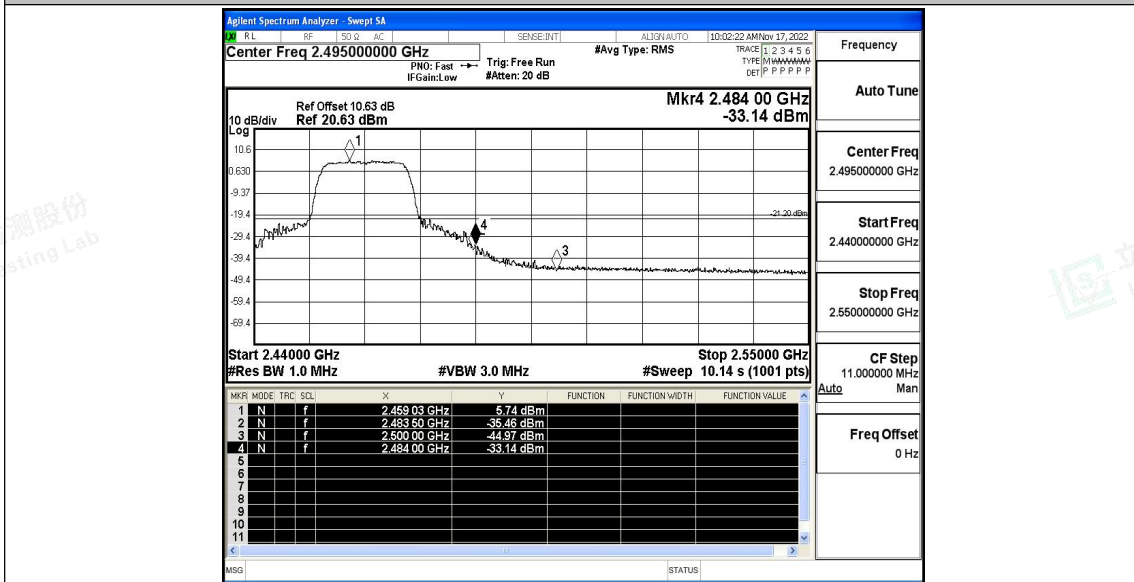 Agilent Spectrum Analyzer - Swept SA
LXI RL RF 50 Ω AC SENSE:INT ALIGN AUTO 10:02:22 AM Nov 17, 2022
Center Freq 2.495000000 GHz #Avg Type: RMS TRACE 1 2 3 4 5 6
PNO: Fast Trig: Free Run TYPE MWWWWW
IFGain:Low #Atten: 20 dB DET P P P P P P
Mkr4 2.484 00 GHz
-33.14 dBm
Ref Offset 10.63 dB
10 dB/div Ref 20.63 dBm
Log
10.6
0.630
-9.37
-19.4
-29.4
-39.4
-49.4
-59.4
-69.4
1
4
3
-21.20 dBm
Start 2.44000 GHz Stop 2.55000 GHz
#Res BW 1.0 MHz #VBW 3.0 MHz #Sweep 10.14 s (1001 pts)
MKR MODE TRC SCL X Y FUNCTION FUNCTION WIDTH FUNCTION VALUE
1 N f 2.459 03 GHz 5.74 dBm
2 N f 2.483 50 GHz -35.46 dBm
3 N f 2.500 00 GHz -44.97 dBm
4 N f 2.484 00 GHz -33.14 dBm
5
6
7
8
9
10
11
MSG STATUS
Frequency
Auto Tune
Center Freq
2.495000000 GHz
Start Freq
2.440000000 GHz
Stop Freq
2.550000000 GHz
CF Step
11.000000 MHz
Auto Man
Freq Offset
0 Hz
测股份
esting Lab
立